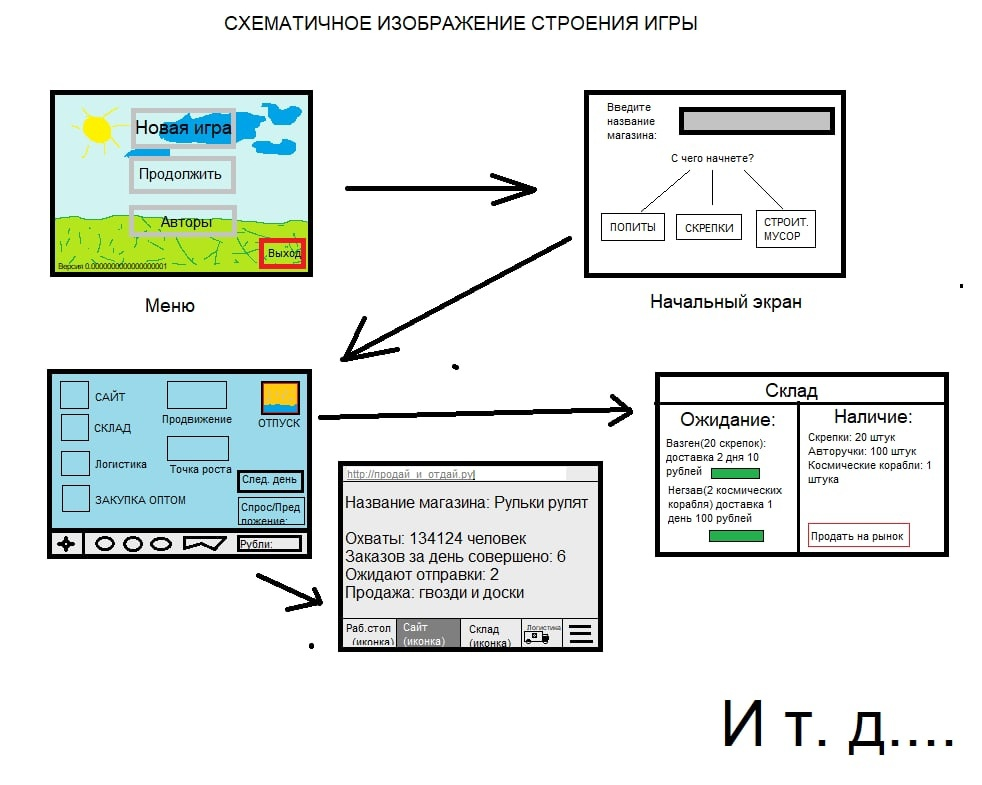 СХЕМАТИЧНОЕ ИЗОБРАЖЕНИЕ СТРОЕНИЯ ИГРЫ
Новая игра
Продолжить
Авторы
Выход
Версия 0.0000000000000000001
Меню
Введите
название
магазина:
С чего начнете?
ПОПИТЫ
СКРЕПКИ
СТРОИТ.
МУСОР
Начальный экран
САЙТ
СКЛАД
Логистика
ЗАКУПКА ОПТОМ
Продвижение
Точка роста
ОТПУСК
След. день
Спрос/Пред
ложение:
Рубли:
http://продай_и_отдай.ру
Название магазина: Рульки рулят
Охваты: 134124 человек
Заказов за день совершено: 6
Ожидают отправки: 2
Продажа: гвозди и доски
Раб.стол
(иконка)
Сайт
(иконка)
Склад
(иконка)
Логистика
Склад
Ожидание:
Вазген(20 скрепок):
доставка 2 дня 10
рублей
Негзав(2 космических
корабля) доставка 1
день 100 рублей
Наличие:
Скрепки: 20 штук
Авторучки: 100 штук
Космические корабли: 1
штука
Продать на рынок
И т. д....